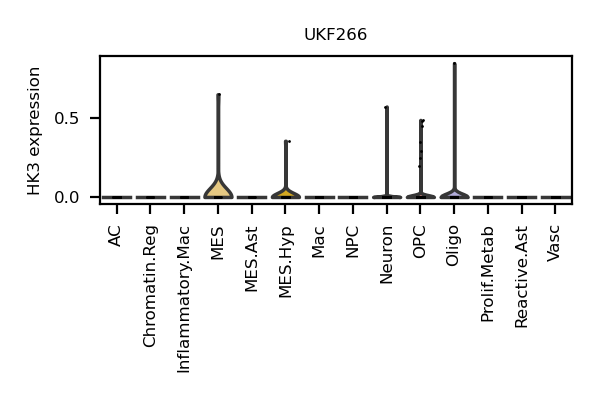 UKF266
HK3 expression
0.5
0.0
AC
Chromatin.Reg
Inflammatory.Mac
MES
MES.Ast
MES.Hyp
Mac
NPC
Neuron
OPC
Oligo
Prolif.Metab
Reactive.Ast
Vasc